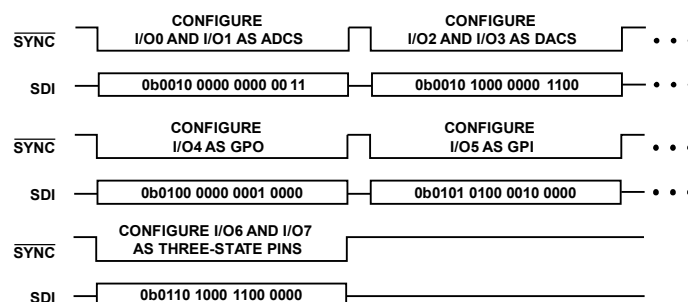 CONFIGURE
I/O0 AND I/O1 AS ADCS
CONFIGURE
I/O2 AND I/O3 AS DACS
SYNC
SDI
0b0010 0000 0000 00 11
0b0010 1000 0000 1100
CONFIGURE
I/O4 AS GPO
CONFIGURE
I/O5 AS GPI
SYNC
SDI
0b0100 0000 0001 0000
0b0101 0100 0010 0000
CONFIGURE I/O6 AND I/O7
AS THREE-STATE PINS
SYNC
SDI
0b0110 1000 1100 0000